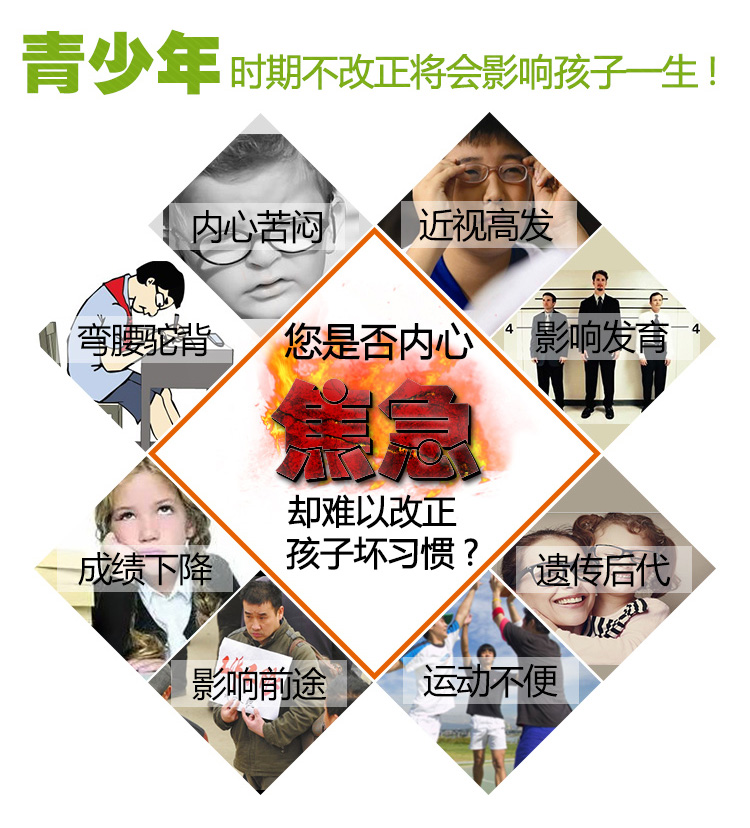 青少年 时期不改正将会影响孩子一生！
内心苦闷
近视高发
弯腰驼背
影响发育
4
4
您是否内心
焦急
却难以改正
孩子坏习惯？
成绩下降
遗传后代
影响前途
运动不便